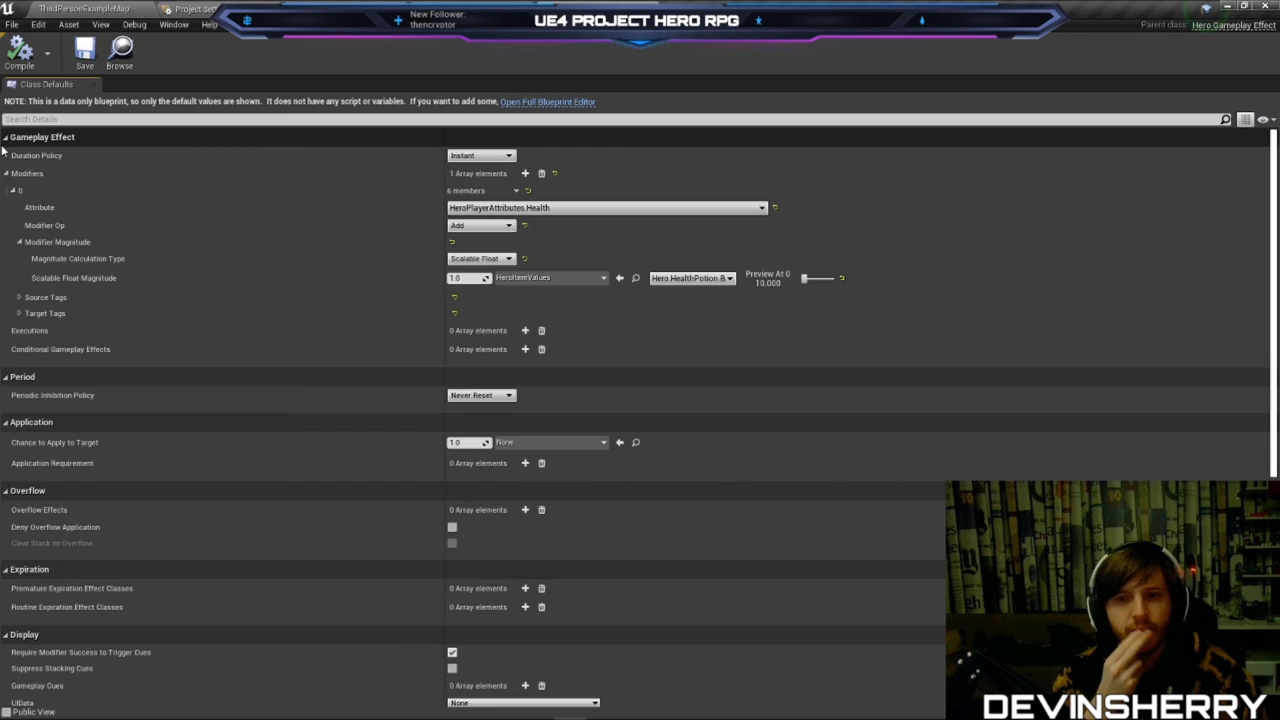 ThirdPersonExampleMap
Project Set
New Follower:
thencryptor
UE4 PROJECT HERO RPG
File Edit Asset View Debug Window Help
Parent class: Hero Gameplay Effect
Compile Save Browse
Class Defaults
NOTE: This is a data only blueprint, so only the default values are shown. It does not have any script or variables. If you want to add some, Open Full Blueprint Editor
Search Details
Gameplay Effect
Duration Policy Instant
Modifiers 1 Array elements
0 6 members
Attribute HeroPlayerAttributes.Health
Modifier Op Add
Modifier Magnitude
Magnitude Calculation Type Scalable Float
Scalable Float Magnitude 1.0 HeroItemValues Hero.HealthPotion.B Preview At 0
10.000
Source Tags
Target Tags
Executions 0 Array elements
Conditional Gameplay Effects 0 Array elements
Period
Periodic Inhibition Policy Never Reset
Application
Chance to Apply to Target 1.0 None
Application Requirement 0 Array elements
Overflow
Overflow Effects 0 Array elements
Deny Overflow Application
Clear Stack on Overflow
Expiration
Premature Expiration Effect Classes 0 Array elements
Routine Expiration Effect Classes 0 Array elements
Display
Require Modifier Success to Trigger Cues
Suppress Stacking Cues
Gameplay Cues 0 Array elements
UIData None
Public View
DEVINSHERRY